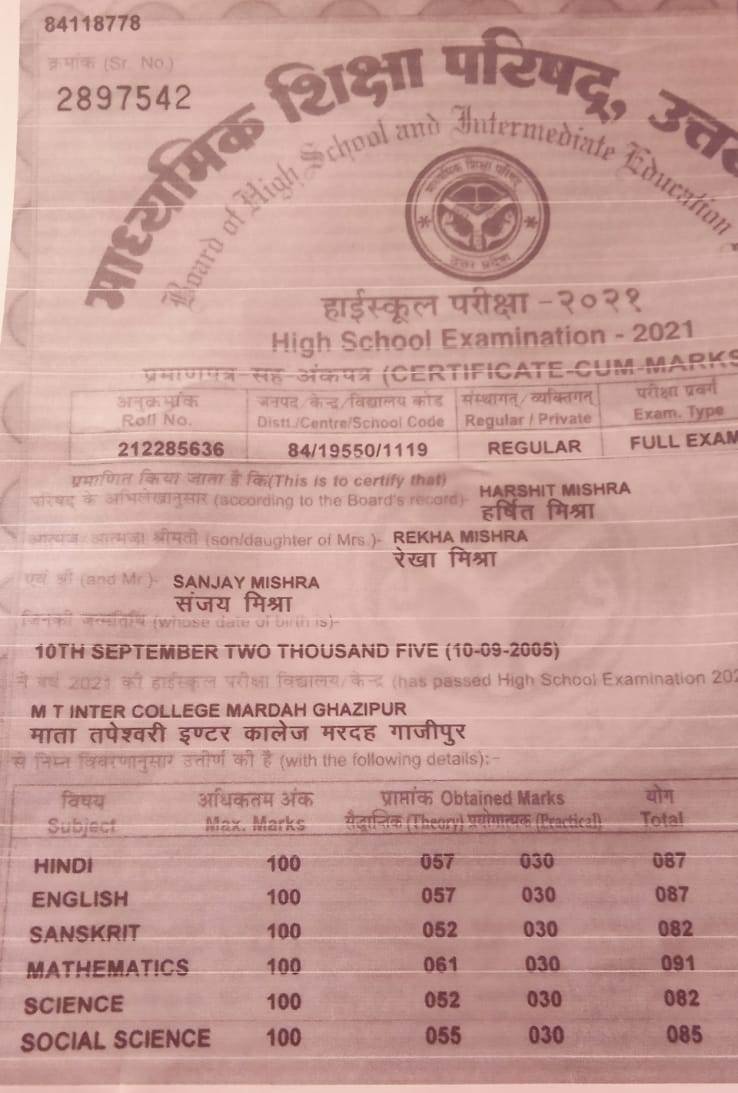 84118778
क्रमांक (Sr. No.)
2897542
माध्यमिक शिक्षा परिषद्,
Board of High School and Intermediate Education
माध्यमिक शिक्षा परिषद्
उत्तर प्रदेश
हाईस्कूल परीक्षा -२०२१
High School Examination - 2021
प्रमाणपत्र-सह-अंकपत्र (CERTIFICATE-CUM-MARKS
अनुक्रमांक जनपद/केन्द्र/विद्यालय कोड संस्थागत/व्यक्तिगत परीक्षा प्रवर्ग
Roll No. Distt./Centre/School Code Regular / Private Exam. Type
212285636 84/19550/1119 REGULAR FULL EXAM
प्रमाणित किया जाता है कि(This is to certify that)
परिषद के अभिलेखानुसार (according to the Board's record)- HARSHIT MISHRA
हर्षित मिश्रा
आत्मज/आत्मजा श्रीमती (son/daughter of Mrs.)- REKHA MISHRA
रेखा मिश्रा
एवं श्री (and Mr.)- SANJAY MISHRA
संजय मिश्रा
जिनकी जन्मतिथि (whose date of birth is)-
10TH SEPTEMBER TWO THOUSAND FIVE (10-09-2005)
ने वर्ष 2021 की हाईस्कूल परीक्षा विद्यालय/केन्द्र (has passed High School Examination 202
M T INTER COLLEGE MARDAH GHAZIPUR
माता तपेश्वरी इण्टर कालेज मरदह गाजीपुर
से निम्न विवरणानुसार उत्तीर्ण की है (with the following details):-
विषय अधिकतम अंक प्राप्तांक Obtained Marks योग
Subject Max. Marks सैद्धान्तिक (Theory) प्रयोगात्मक (Practical) Total
HINDI 100 057 030 087
ENGLISH 100 057 030 087
SANSKRIT 100 052 030 082
MATHEMATICS 100 061 030 091
SCIENCE 100 052 030 082
SOCIAL SCIENCE 100 055 030 085